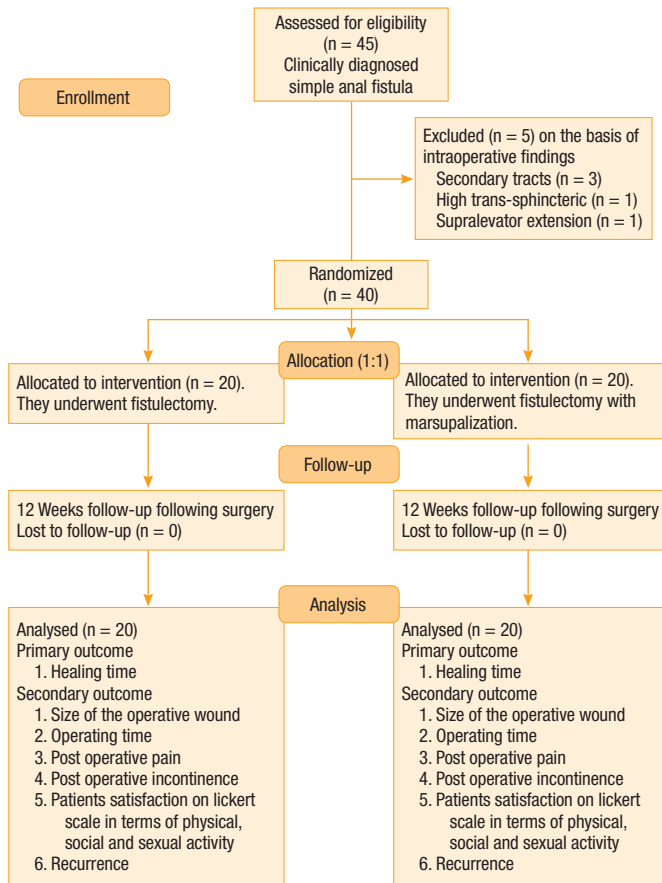 Assessed for eligibility
(n = 45)
Clinically diagnosed
simple anal fistula
Enrollment
Excluded (n = 5) on the basis of
intraoperative findings
Secondary tracts (n = 3)
High trans-sphincteric (n = 1)
Supralevator extension (n = 1)
Randomized
(n = 40)
Allocation (1:1)
Allocated to intervention (n = 20).
They underwent fistulectomy.
Allocated to intervention (n = 20).
They underwent fistulectomy with
marsupalization.
Follow-up
12 Weeks follow-up following surgery
Lost to follow-up (n = 0)
12 Weeks follow-up following surgery
Lost to follow-up (n = 0)
Analysis
Analysed (n = 20)
Primary outcome
1. Healing time
Secondary outcome
1. Size of the operative wound
2. Operating time
3. Post operative pain
4. Post operative incontinence
5. Patients satisfaction on lickert
scale in terms of physical,
social and sexual activity
6. Recurrence
Analysed (n = 20)
Primary outcome
1. Healing time
Secondary outcome
1. Size of the operative wound
2. Operating time
3. Post operative pain
4. Post operative incontinence
5. Patients satisfaction on lickert
scale in terms of physical,
social and sexual activity
6. Recurrence